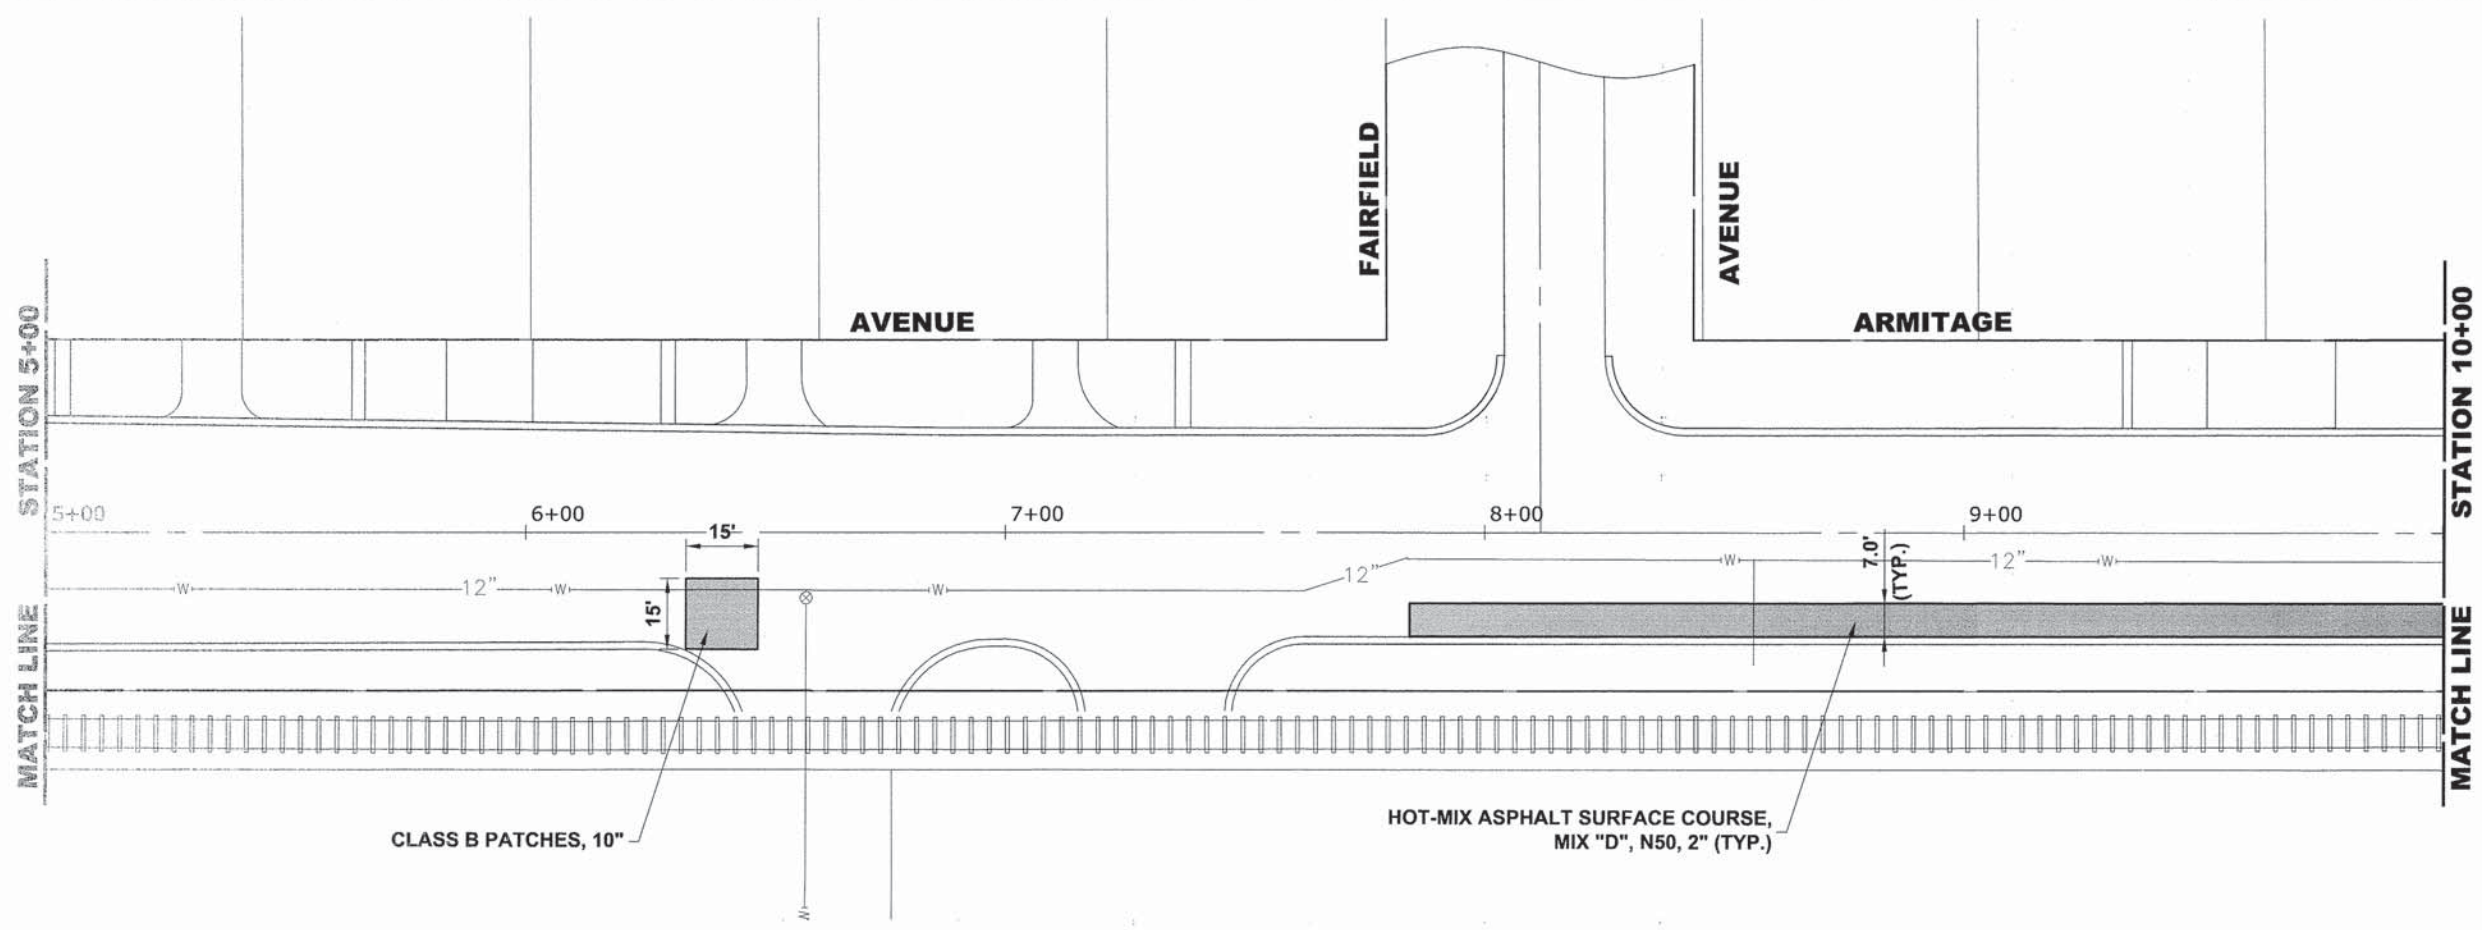 FAIRFIELD
AVENUE
AVENUE
ARMITAGE
STATION 5+00
STATION 10+00
5+00
6+00
7+00
8+00
9+00
15'
15'
7.0'
(TYP.)
W
12"
W
W
12"
W
12"
W
W
MATCH LINE
MATCH LINE
CLASS B PATCHES, 10"
HOT-MIX ASPHALT SURFACE COURSE,
MIX "D", N50, 2" (TYP.)